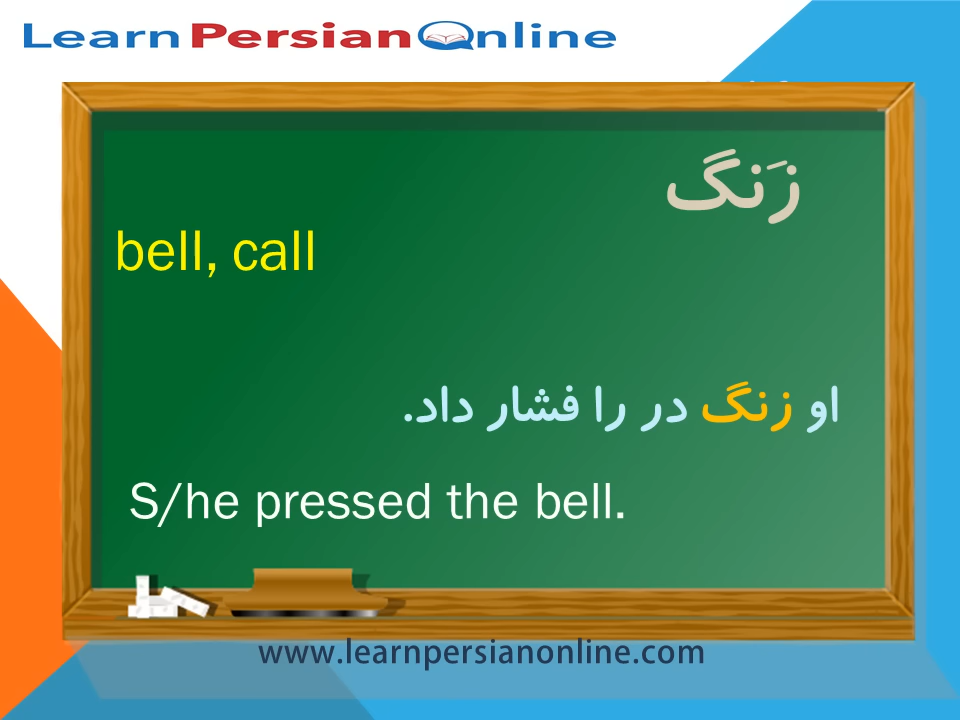 Learn Persian Online
زَنگ
bell, call
او زنگ در را فشار داد.
S/he pressed the bell.
www.learnpersianonline.com